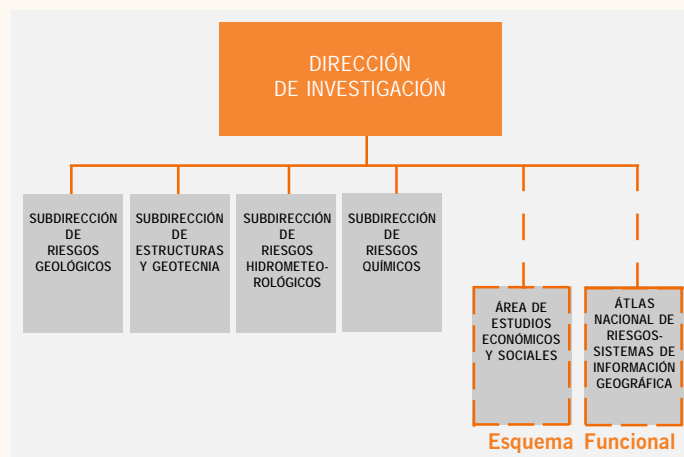 DIRECCIÓN
DE INVESTIGACIÓN
SUBDIRECCIÓN
DE
RIESGOS
GEOLÓGICOS
SUBDIRECCIÓN
DE
ESTRUCTURAS
Y GEOTECNIA
SUBDIRECCIÓN
DE
RIESGOS
HIDROMETEO-
ROLÓGICOS
SUBDIRECCIÓN
DE
RIESGOS
QUÍMICOS
ÁREA DE
ESTUDIOS
ECONÓMICOS
Y SOCIALES
ÁTLAS
NACIONAL DE
RIESGOS-
SISTEMAS DE
INFORMACIÓN
GEOGRÁFICA
Esquema Funcional